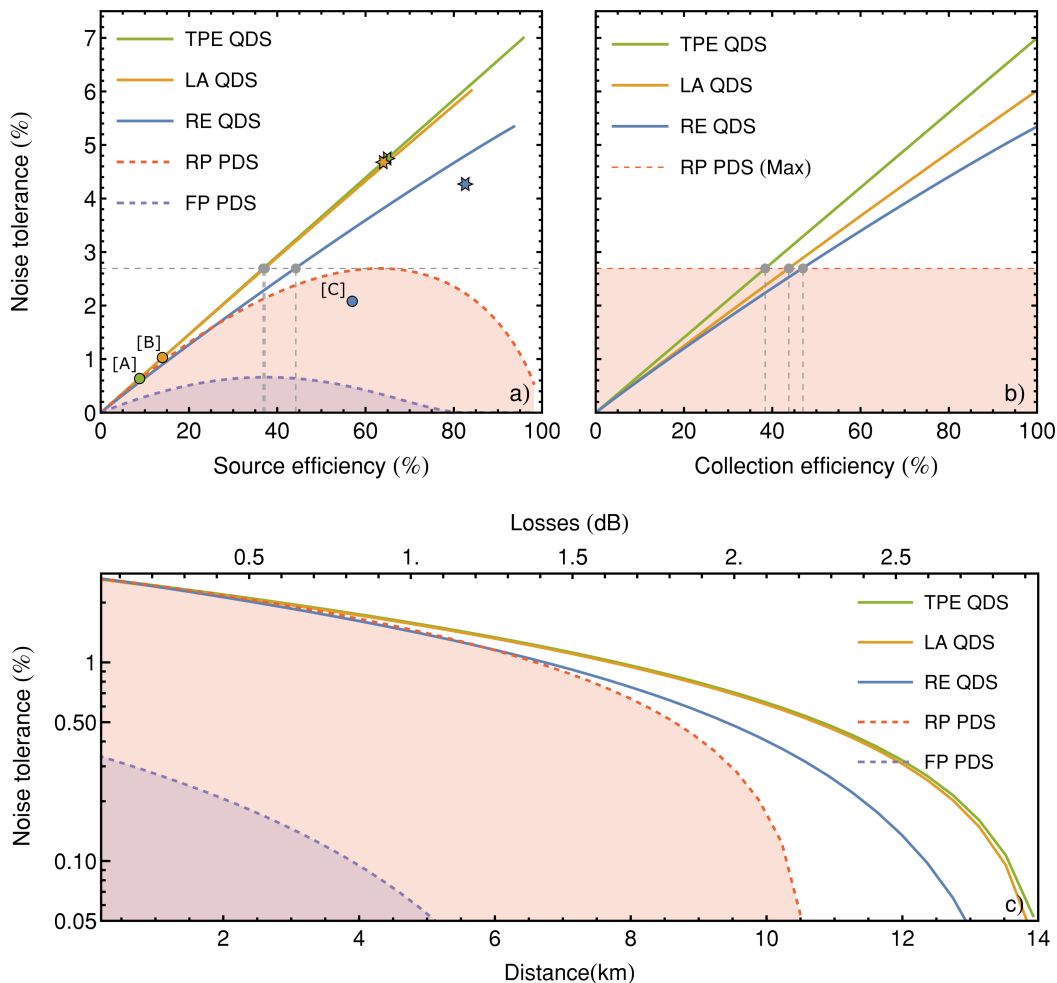 7
6
5
4
3
2
1
0
Noise tolerance (%)
TPE QDS
LA QDS
RE QDS
RP PDS
FP PDS
[A]
[B]
[C]
a)
0 20 40 60 80 100
Source efficiency (%)
TPE QDS
LA QDS
RE QDS
RP PDS (Max)
b)
0 20 40 60 80 100
Collection efficiency (%)
Losses (dB)
0.5 1. 1.5 2. 2.5
1
0.50
0.10
0.05
Noise tolerance (%)
TPE QDS
LA QDS
RE QDS
RP PDS
FP PDS
c)
2 4 6 8 10 12 14
Distance(km)